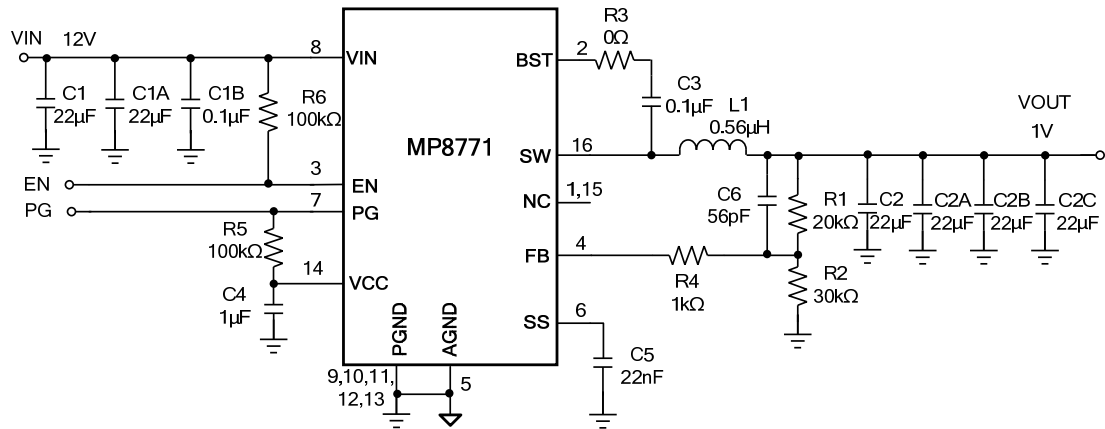 VIN 12V
C1
22µF
C1A
22µF
C1B
0.1µF
R6
100kΩ
EN
PG
R5
100kΩ
C4
1µF
8
VIN
3
EN
7
PG
14
VCC
MP8771
PGND
AGND
9,10,11,
12,13
5
BST
2
R3
0Ω
C3
0.1µF
L1
0.56µH
SW
16
NC
1,15
FB
4
R4
1kΩ
SS
6
C5
22nF
C6
56pF
R1
20kΩ
R2
30kΩ
C2
22µF
C2A
22µF
C2B
22µF
C2C
22µF
VOUT
1V